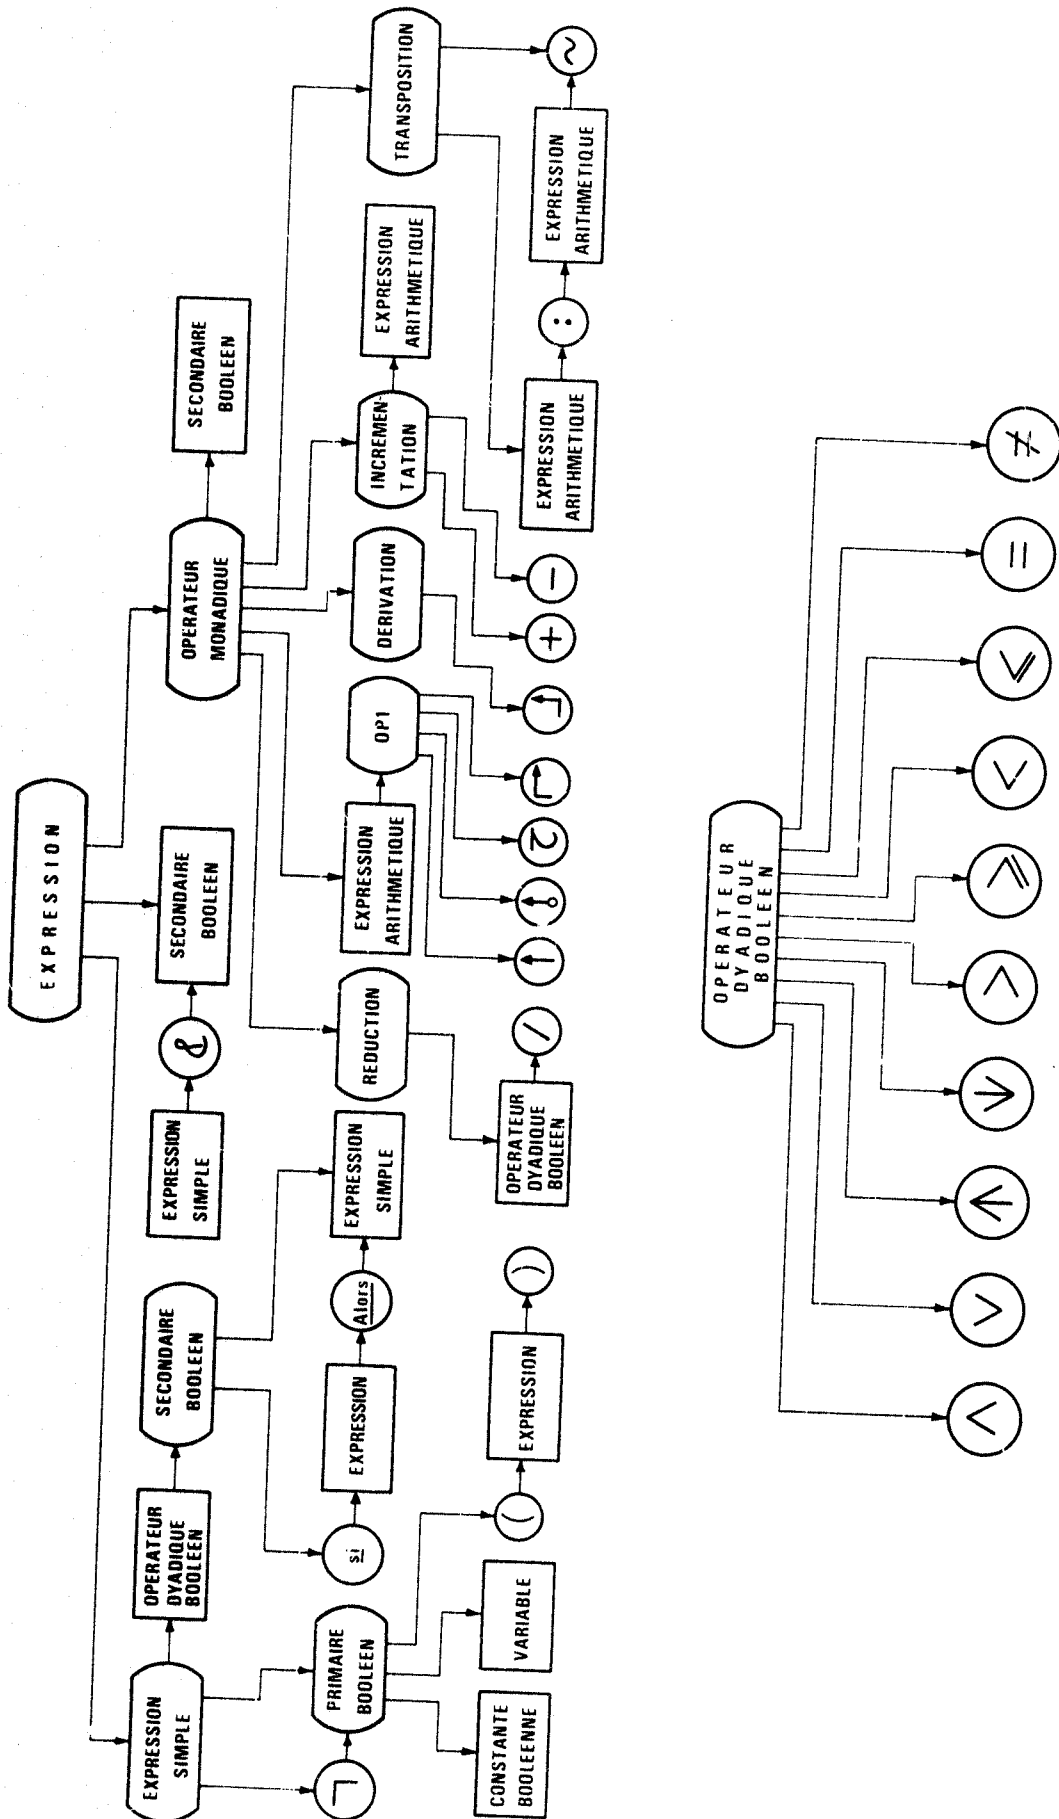 EXPRESSION
EXPRESSION
SIMPLE
OPERATEUR
DYADIQUE
BOOLEEN
SECONDAIRE
BOOLEEN
EXPRESSION
SIMPLE
&
SECONDAIRE
BOOLEEN
OPERATEUR
MONADIQUE
SECONDAIRE
BOOLEEN
PRIMAIRE
BOOLEEN
si
EXPRESSION
Alors
EXPRESSION
SIMPLE
REDUCTION
EXPRESSION
ARITHMETIQUE
OP1
DERIVATION
INCREMEN-
TATION
EXPRESSION
ARITHMETIQUE
TRANSPOSITION
CONSTANTE
BOOLEENNE
VARIABLE
(
EXPRESSION
)
OPERATEUR
DYADIQUE
BOOLEEN
/
+
-
EXPRESSION
ARITHMETIQUE
:
EXPRESSION
ARITHMETIQUE
OPERATEUR
DYADIQUE
BOOLEEN
=
≠